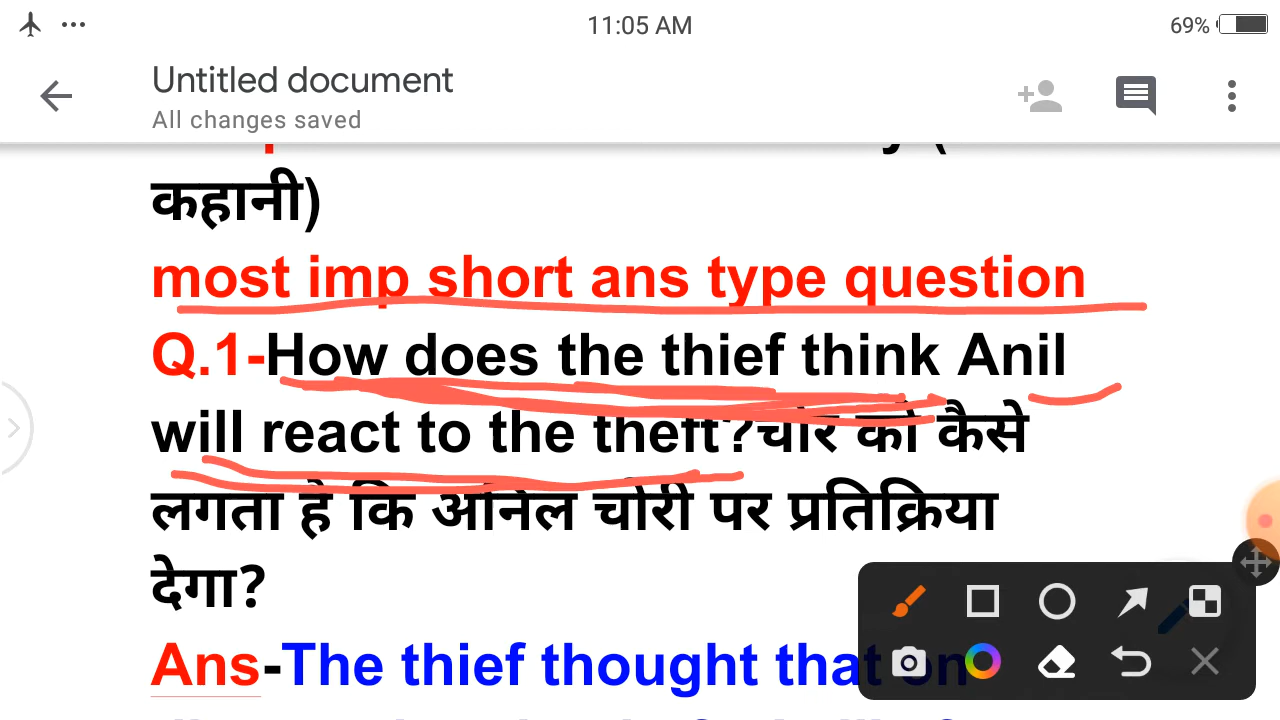 11:05 AM
69%
Untitled document
All changes saved
कहानी)
most imp short ans type question
Q.1-How does the thief think Anil
will react to the theft?चोर को कैसे
लगता है कि अनिल चोरी पर प्रतिक्रिया
देगा?
Ans-The thief thought that on